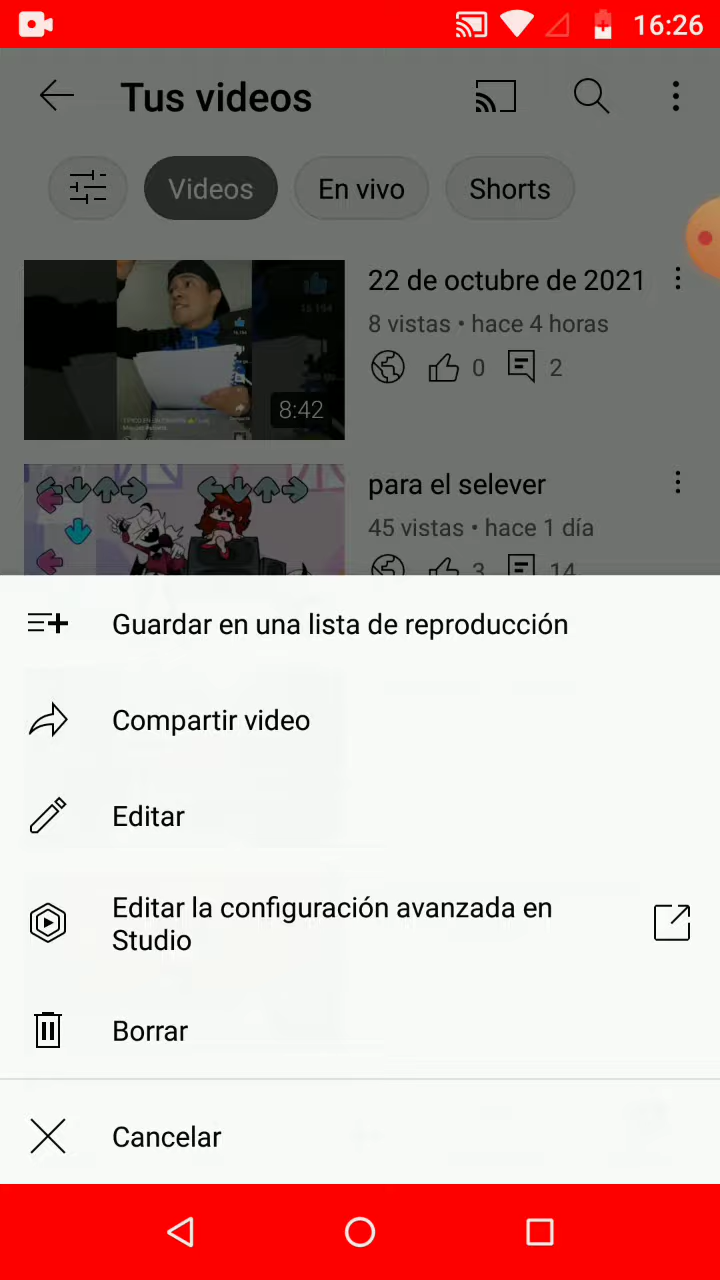 16:26
Tus videos
Videos
En vivo
Shorts
22 de octubre de 2021
8 vistas • hace 4 horas
0
2
8:42
para el selever
45 vistas • hace 1 día
3
14
Guardar en una lista de reproducción
Compartir video
Editar
Editar la configuración avanzada en
Studio
Borrar
Cancelar